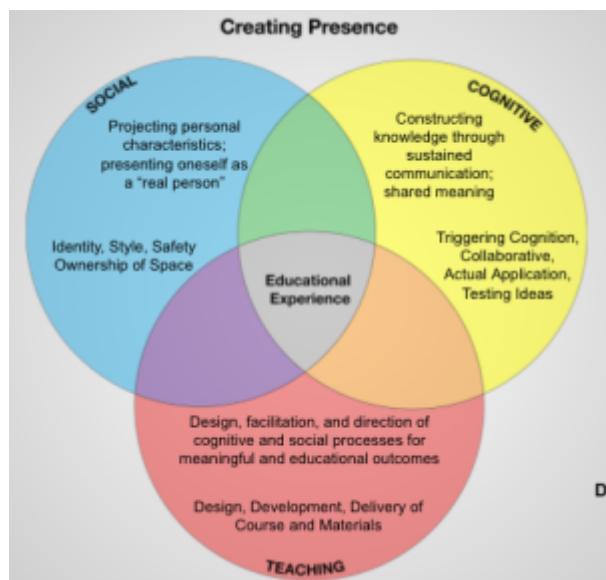 Creating Presence
SOCIAL
Projecting personal
characteristics;
presenting oneself as
a "real person"
Identity, Style, Safety
Ownership of Space
COGNITIVE
Constructing
knowledge through
sustained
communication;
shared meaning
Triggering Cognition,
Collaborative,
Actual Application,
Testing Ideas
Educational
Experience
Design, facilitation, and direction of
cognitive and social processes for
meaningful and educational outcomes
Design, Development, Delivery of
Course and Materials
TEACHING
D